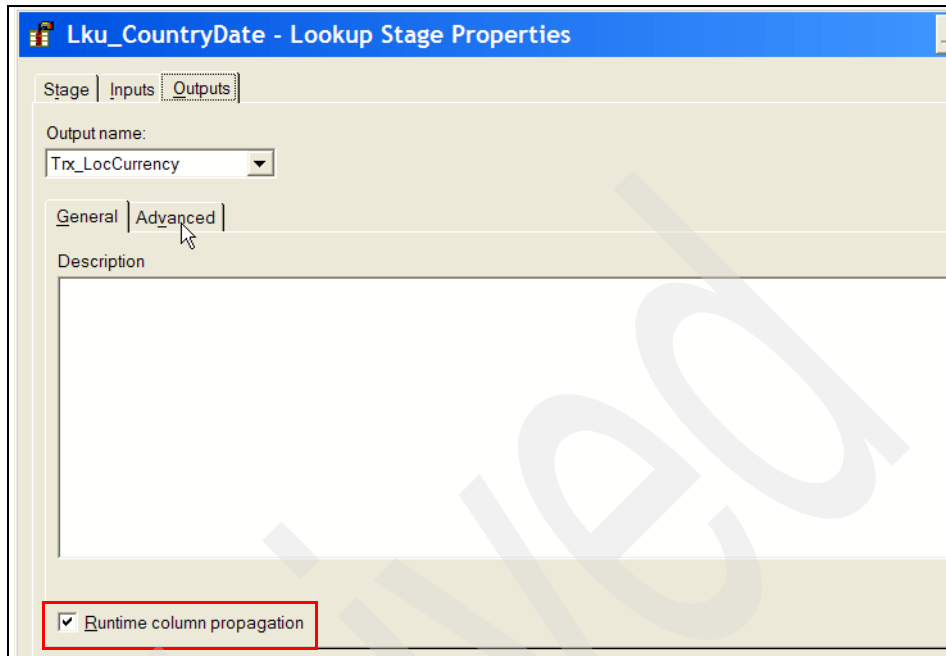 Lku_CountryDate - Lookup Stage Properties
Stage Inputs Outputs
Output name:
Trx_LocCurrency
General Advanced
Description
Runtime column propagation